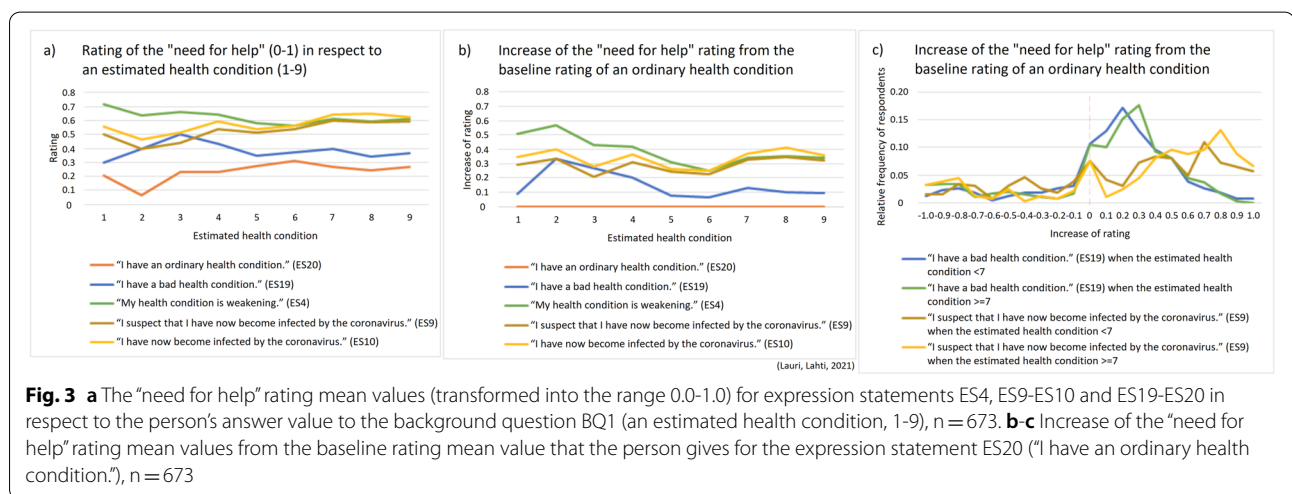 a) Rating of the "need for help" (0-1) in respect to
an estimated health condition (1-9)
0.8
0.7
0.6
0.5
0.4
0.3
0.2
0.1
0
Rating
1 2 3 4 5 6 7 8 9
Estimated health condition
“I have an ordinary health condition.” (ES20)
“I have a bad health condition.” (ES19)
“My health condition is weakening.” (ES4)
“I suspect that I have now become infected by the coronavirus.” (ES9)
“I have now become infected by the coronavirus.” (ES10)
b) Increase of the "need for help" rating from the
baseline rating of an ordinary health condition
0.8
0.7
0.6
0.5
0.4
0.3
0.2
0.1
0
Increase of rating
1 2 3 4 5 6 7 8 9
Estimated health condition
“I have an ordinary health condition.” (ES20)
“I have a bad health condition.” (ES19)
“My health condition is weakening.” (ES4)
“I suspect that I have now become infected by the coronavirus.” (ES9)
“I have now become infected by the coronavirus.” (ES10)
(Lauri, Lahti, 2021)
c) Increase of the "need for help" rating from the
baseline rating of an ordinary health condition
0.20
0.15
0.10
0.05
0.00
Relative frequency of respondents
-1.0 -0.9 -0.8 -0.7 -0.6 -0.5 -0.4 -0.3 -0.2 -0.1 0 0.1 0.2 0.3 0.4 0.5 0.6 0.7 0.8 0.9 1.0
Increase of rating
“I have a bad health condition.” (ES19) when the estimated health
condition <7
“I have a bad health condition.” (ES19) when the estimated health
condition >=7
“I suspect that I have now become infected by the coronavirus.” (ES9)
when the estimated health condition <7
“I suspect that I have now become infected by the coronavirus.” (ES9)
when the estimated health condition >=7
Fig. 3 a The “need for help” rating mean values (transformed into the range 0.0-1.0) for expression statements ES4, ES9-ES10 and ES19-ES20 in
respect to the person’s answer value to the background question BQ1 (an estimated health condition, 1-9), n = 673. b-c Increase of the “need for
help” rating mean values from the baseline rating mean value that the person gives for the expression statement ES20 (“I have an ordinary health
condition.”), n = 673